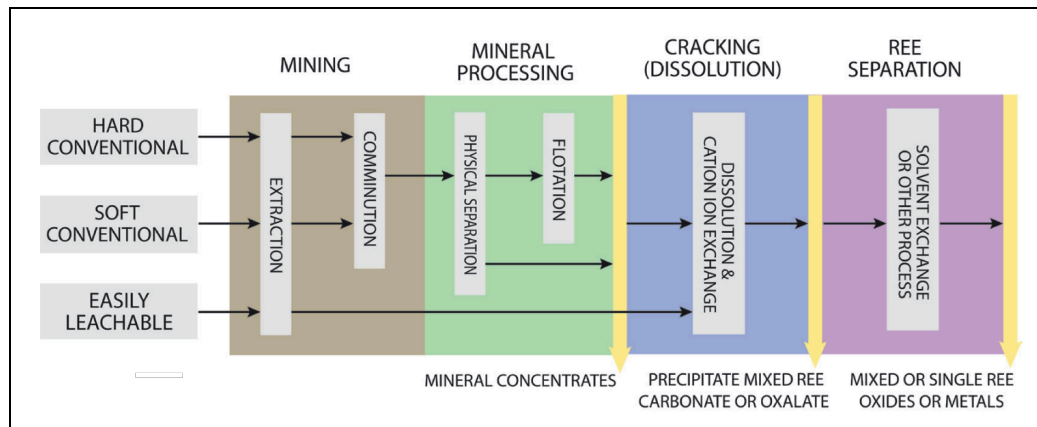 MINING
MINERAL
PROCESSING
CRACKING
(DISSOLUTION)
REE
SEPARATION
HARD
CONVENTIONAL
SOFT
CONVENTIONAL
EASILY
LEACHABLE
EXTRACTION
COMMINUTION
PHYSICAL SEPARATION
FLOTATION
DISSOLUTION &
CATION ION EXCHANGE
SOLVENT EXCHANGE
OR OTHER PROCESS
MINERAL CONCENTRATES
PRECIPITATE MIXED REE
CARBONATE OR OXALATE
MIXED OR SINGLE REE
OXIDES OR METALS